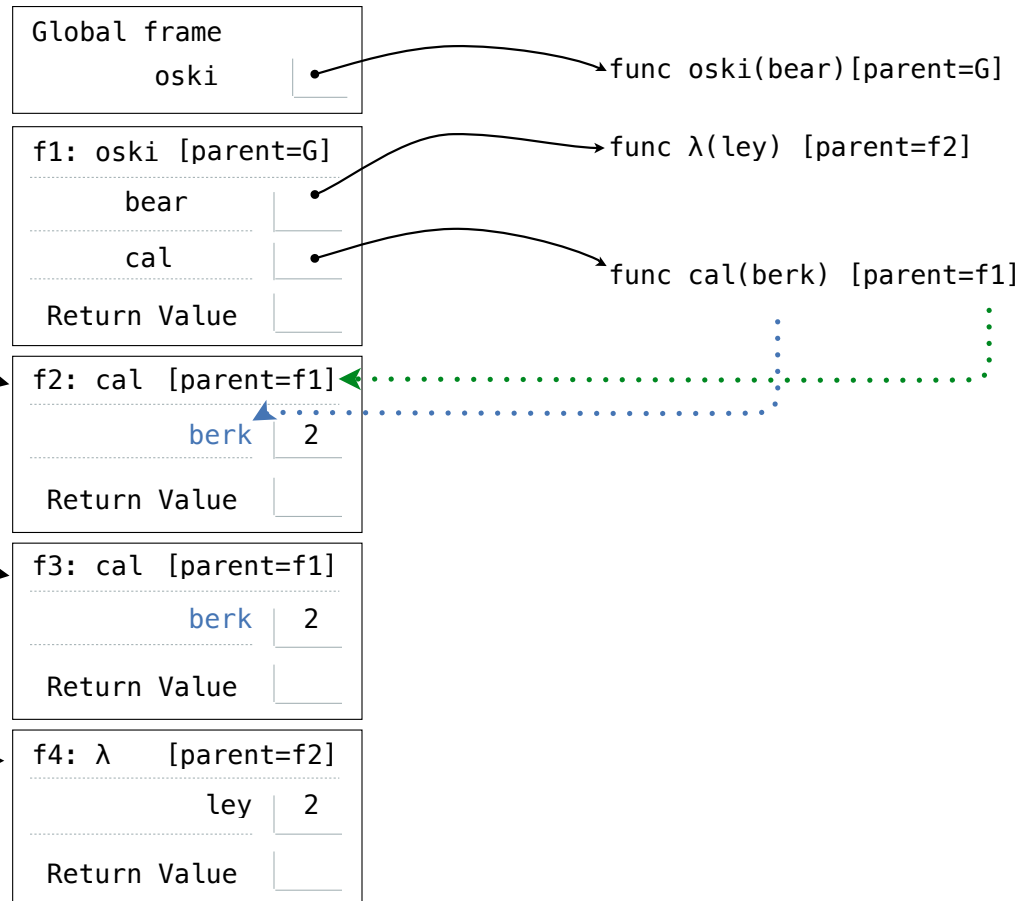 Global frame
oski
func oski(bear)[parent=G]
f1: oski [parent=G]
func λ(ley) [parent=f2]
bear
cal
func cal(berk) [parent=f1]
Return Value
f2: cal [parent=f1]
berk 2
Return Value
f3: cal [parent=f1]
berk 2
Return Value
f4: λ [parent=f2]
ley 2
Return Value